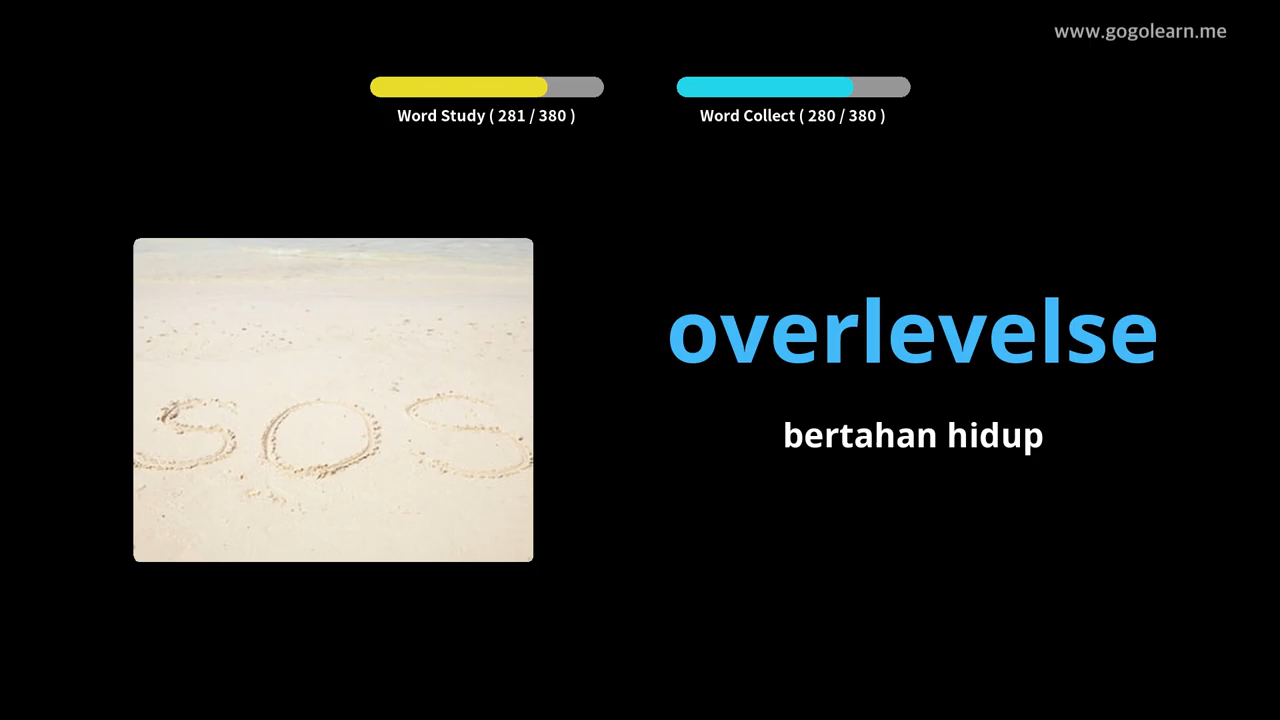 www.gogolearn.me
Word Study ( 281 / 380 )
Word Collect ( 280 / 380 )
SOS
overlevelse
bertahan hidup